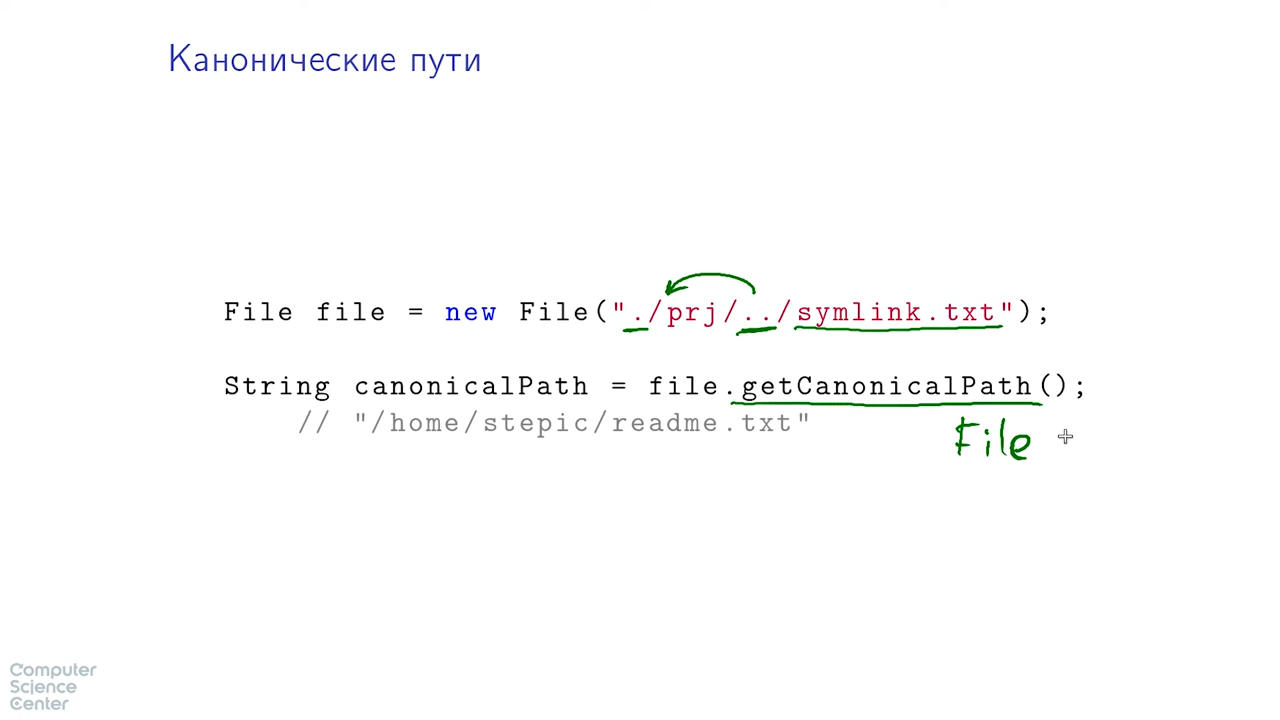 Канонические пути
File file = new File("./prj/../symlink.txt");
String canonicalPath = file.getCanonicalPath();
// "/home/stepic/readme.txt"
File
Computer
Science
Center